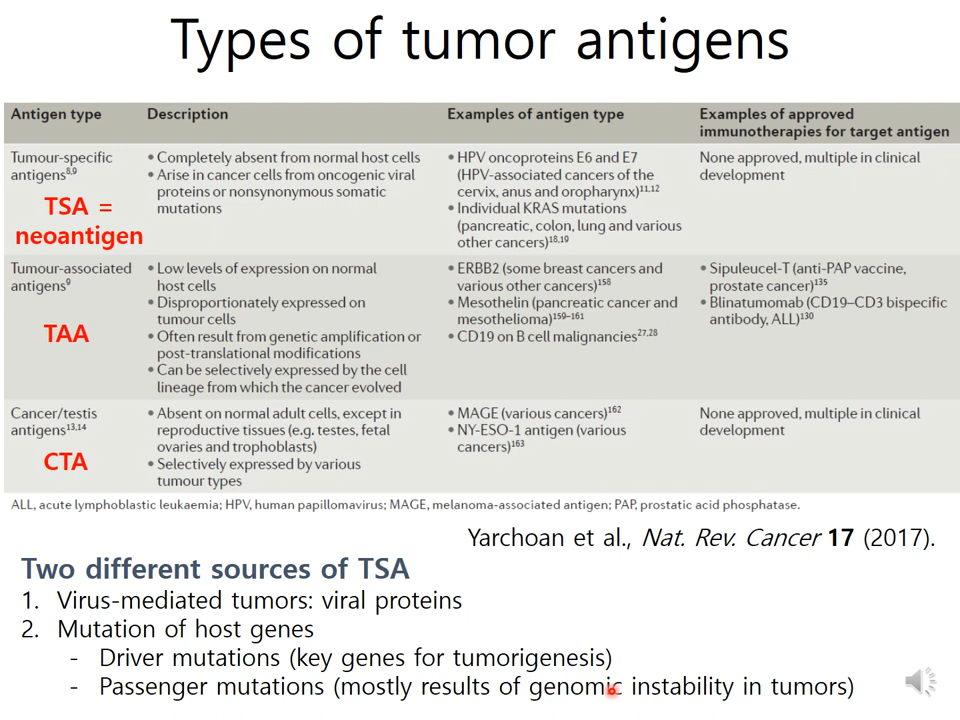 Types of tumor antigens
Antigen type
Description
Examples of antigen type
Examples of approved
immunotherapies for target antigen
Tumour-specific
antigens8,9
TSA =
neoantigen
• Completely absent from normal host cells
• Arise in cancer cells from oncogenic viral
proteins or nonsynonymous somatic
mutations
• HPV oncoproteins E6 and E7
(HPV-associated cancers of the
cervix, anus and oropharynx)11,12
• Individual KRAS mutations
(pancreatic, colon, lung and various
other cancers)18,19
None approved, multiple in clinical
development
Tumour-associated
antigens9
TAA
• Low levels of expression on normal
host cells
• Disproportionately expressed on
tumour cells
• Often result from genetic amplification or
post-translational modifications
• Can be selectively expressed by the cell
lineage from which the cancer evolved
• ERBB2 (some breast cancers and
various other cancers)158
• Mesothelin (pancreatic cancer and
mesothelioma)159–161
• CD19 on B cell malignancies27,28
• Sipuleucel-T (anti-PAP vaccine,
prostate cancer)135
• Blinatumomab (CD19–CD3 bispecific
antibody, ALL)130
Cancer/testis
antigens13,14
CTA
• Absent on normal adult cells, except in
reproductive tissues (e.g. testes, fetal
ovaries and trophoblasts)
• Selectively expressed by various
tumour types
• MAGE (various cancers)162
• NY-ESO-1 antigen (various
cancers)163
None approved, multiple in clinical
development
ALL, acute lymphoblastic leukaemia; HPV, human papillomavirus; MAGE, melanoma-associated antigen; PAP, prostatic acid phosphatase.
Yarchoan et al., Nat. Rev. Cancer 17 (2017).
Two different sources of TSA
1. Virus-mediated tumors: viral proteins
2. Mutation of host genes
- Driver mutations (key genes for tumorigenesis)
- Passenger mutations (mostly results of genomic instability in tumors)